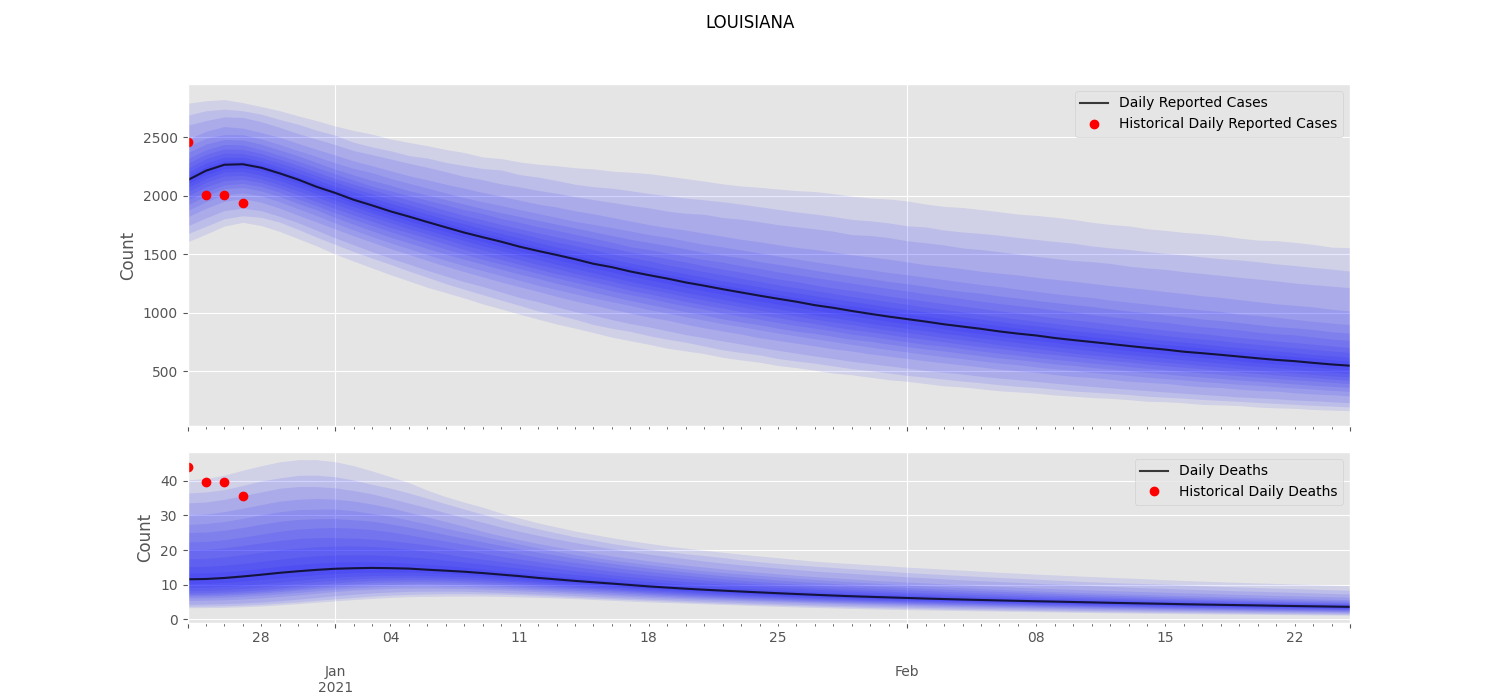 LOUISIANA
Daily Reported Cases
Historical Daily Reported Cases
2500
2000
1500
1000
500
Count
Daily Deaths
Historical Daily Deaths
40
30
20
10
0
Count
28 04 11 18 25 08 15 22
Jan Feb
2021